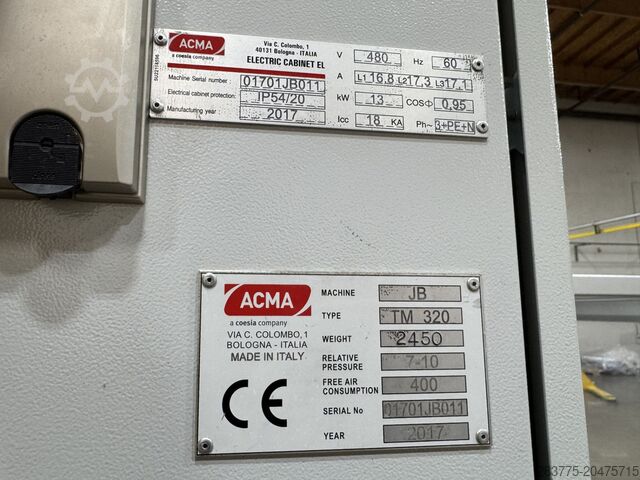 ACMA
a coesia company
Via C. Colombo, 1
40131 Bologna - ITALIA
ELECTRIC CABINET EL
V 480 Hz 60
A L1 16,8 L2 17,3 L3 17,1
Machine Serial number : 01701JB011
kW 13 COSΦ 0,95
Electrical cabinet protection: IP54/20
Manufacturing year : 2017
Icc 18 KA Ph~ 3+PE+N
ACMA
a coesia company
VIA C. COLOMBO, 1
BOLOGNA - ITALIA
MADE IN ITALY
CE
MACHINE JB
TYPE TM 320
WEIGHT 2450
RELATIVE
PRESSURE 7-10
FREE AIR
CONSUMPTION 400
SERIAL No 01701JB011
YEAR 2017